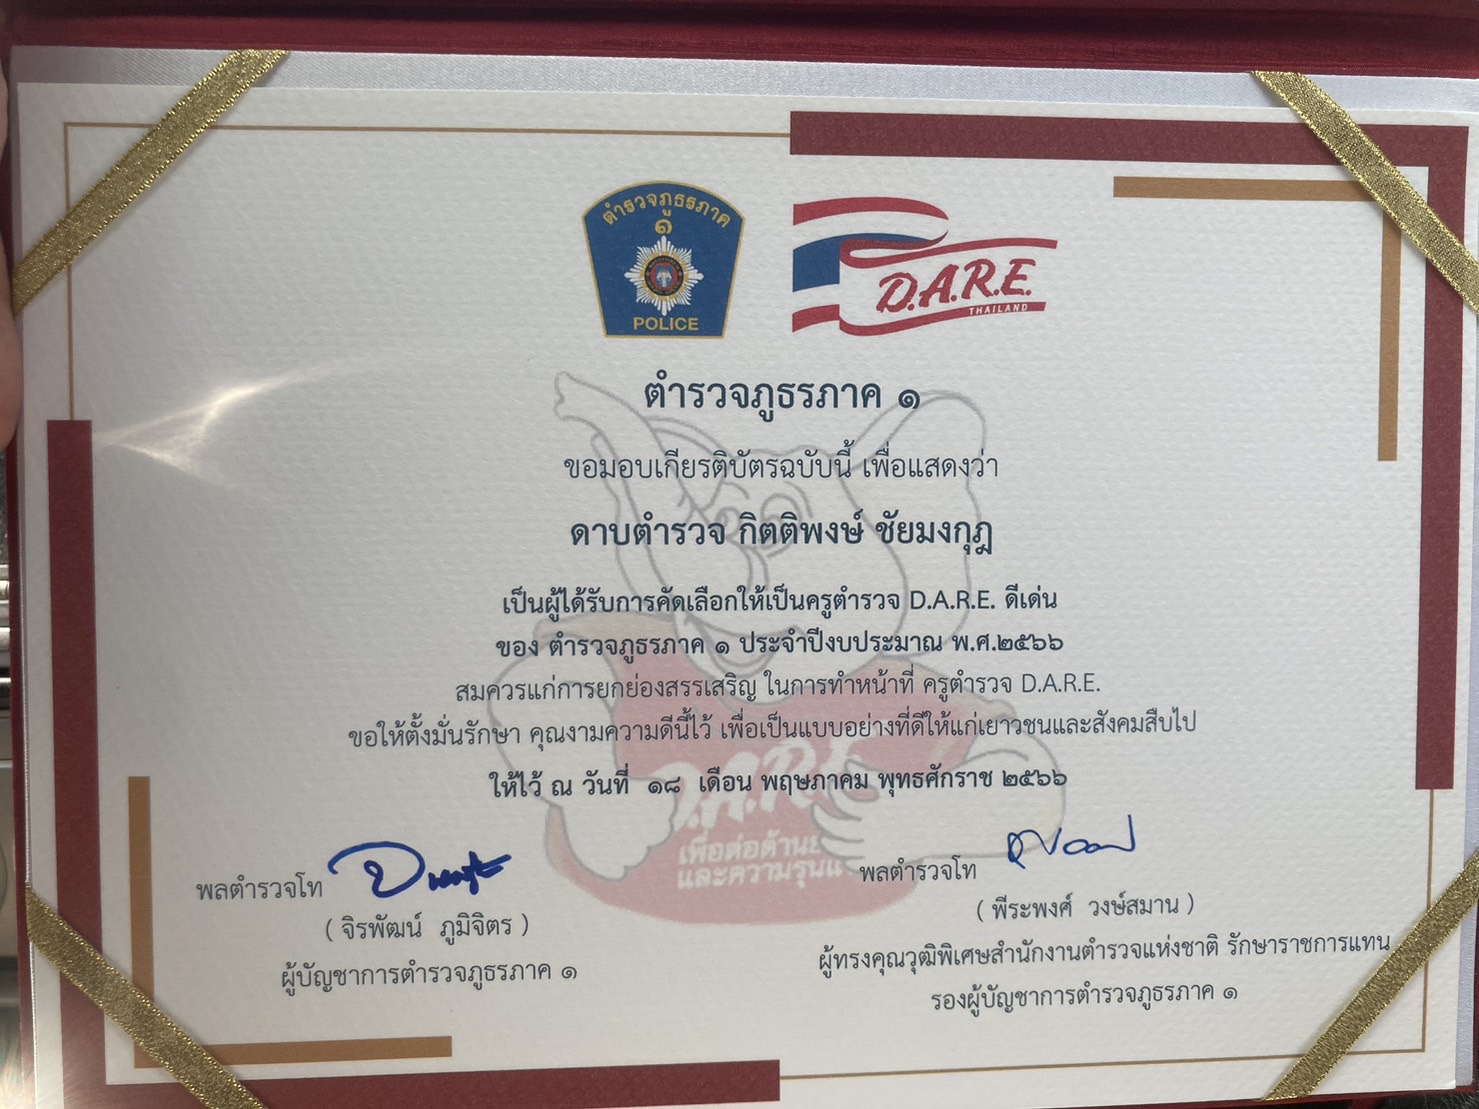 ตำรวจภูธรภาค
๑
POLICE
D.A.R.E.
THAILAND
ตำรวจภูธรภาค ๑
ขอมอบเกียรติบัตรฉบับนี้ เพื่อแสดงว่า
ดาบตำรวจ กิตติพงษ์ ชัยมงกุฎ
เป็นผู้ได้รับการคัดเลือกให้เป็นครูตำรวจ D.A.R.E. ดีเด่น
ของ ตำรวจภูธรภาค ๑ ประจำปีงบประมาณ พ.ศ.๒๕๖๖
สมควรแก่การยกย่องสรรเสริญ ในการทำหน้าที่ ครูตำรวจ D.A.R.E.
ขอให้ตั้งมั่นรักษา คุณงามความดีนี้ไว้ เพื่อเป็นแบบอย่างที่ดีให้แก่เยาวชนและสังคมสืบไป
ให้ไว้ ณ วันที่ ๑๘ เดือน พฤษภาคม พุทธศักราช ๒๕๖๖
D.A.R.E
เพื่อต่อต้าน
และความรุนแ
พลตำรวจโท
( จิรพัฒน์ ภูมิจิตร )
ผู้บัญชาการตำรวจภูธรภาค ๑
พลตำรวจโท
( พีระพงศ์ วงษ์สมาน )
ผู้ทรงคุณวุฒิพิเศษสำนักงานตำรวจแห่งชาติ รักษาราชการแทน
รองผู้บัญชาการตำรวจภูธรภาค ๑